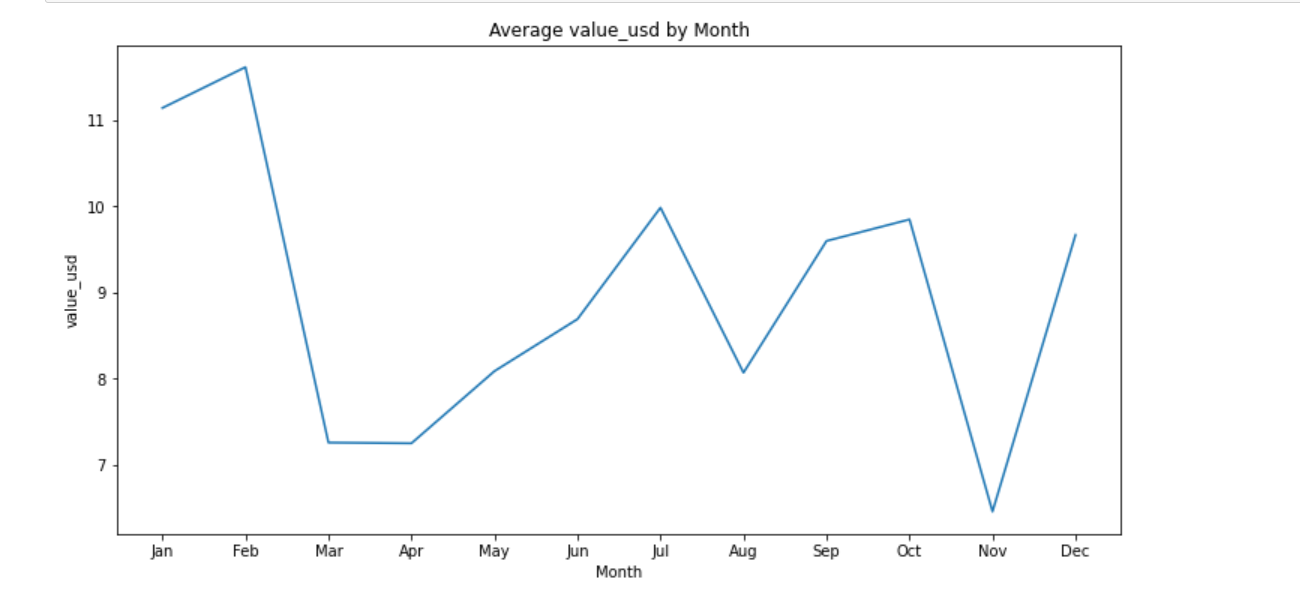 Average value_usd by Month
value_usd
11
10
9
8
7
Jan Feb Mar Apr May Jun Jul Aug Sep Oct Nov Dec
Month